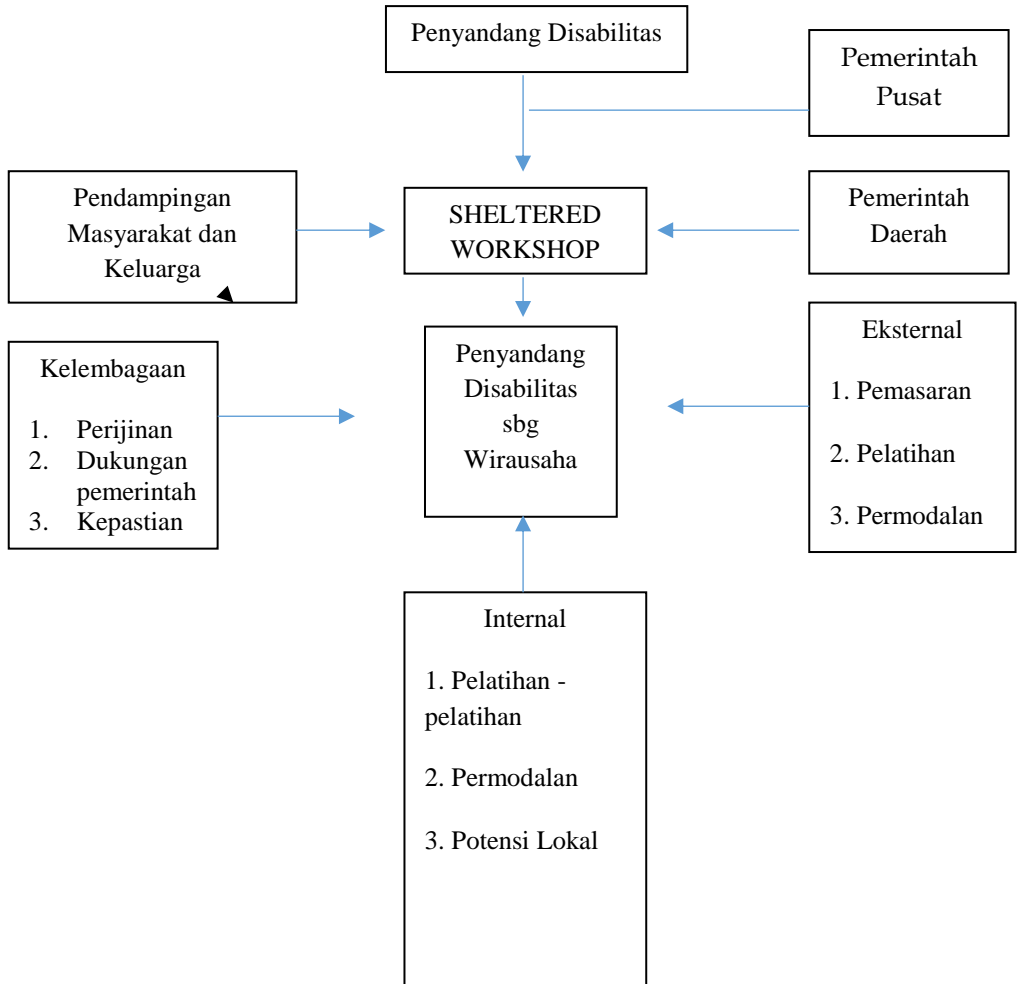 Penyandang Disabilitas
Pemerintah
Pusat
Pendampingan
Masyarakat dan
Keluarga
SHELTERED
WORKSHOP
Pemerintah
Daerah
Kelembagaan
1. Perijinan
2. Dukungan
pemerintah
3. Kepastian
Penyandang
Disabilitas
sbg
Wirausaha
Eksternal
1. Pemasaran
2. Pelatihan
3. Permodalan
Internal
1. Pelatihan -
pelatihan
2. Permodalan
3. Potensi Lokal